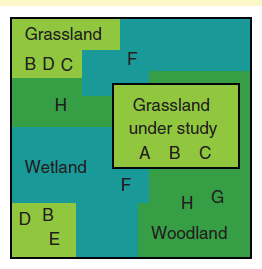 Grassland
B D C
F
H
Grassland
under study
A B C
Wetland
F
H G
D B
E
Woodland